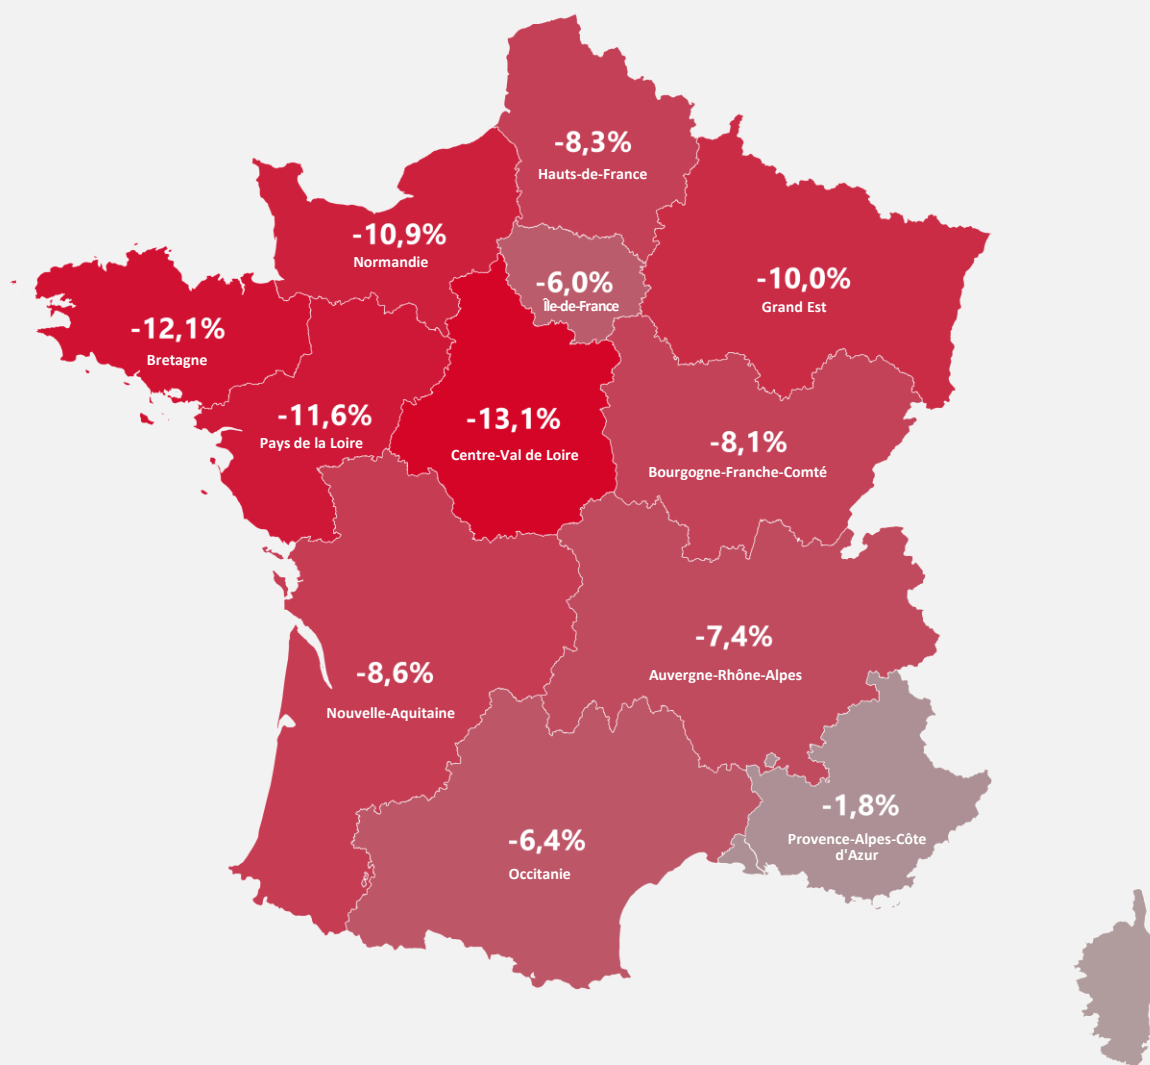 -8,3%
Hauts-de-France
-10,9%
Normandie
-6,0%
Île-de-France
-10,0%
Grand Est
-12,1%
Bretagne
-11,6%
Pays de la Loire
-13,1%
Centre-Val de Loire
-8,1%
Bourgogne-Franche-Comté
-7,4%
Auvergne-Rhône-Alpes
-8,6%
Nouvelle-Aquitaine
-1,8%
Provence-Alpes-Côte
d'Azur
-6,4%
Occitanie